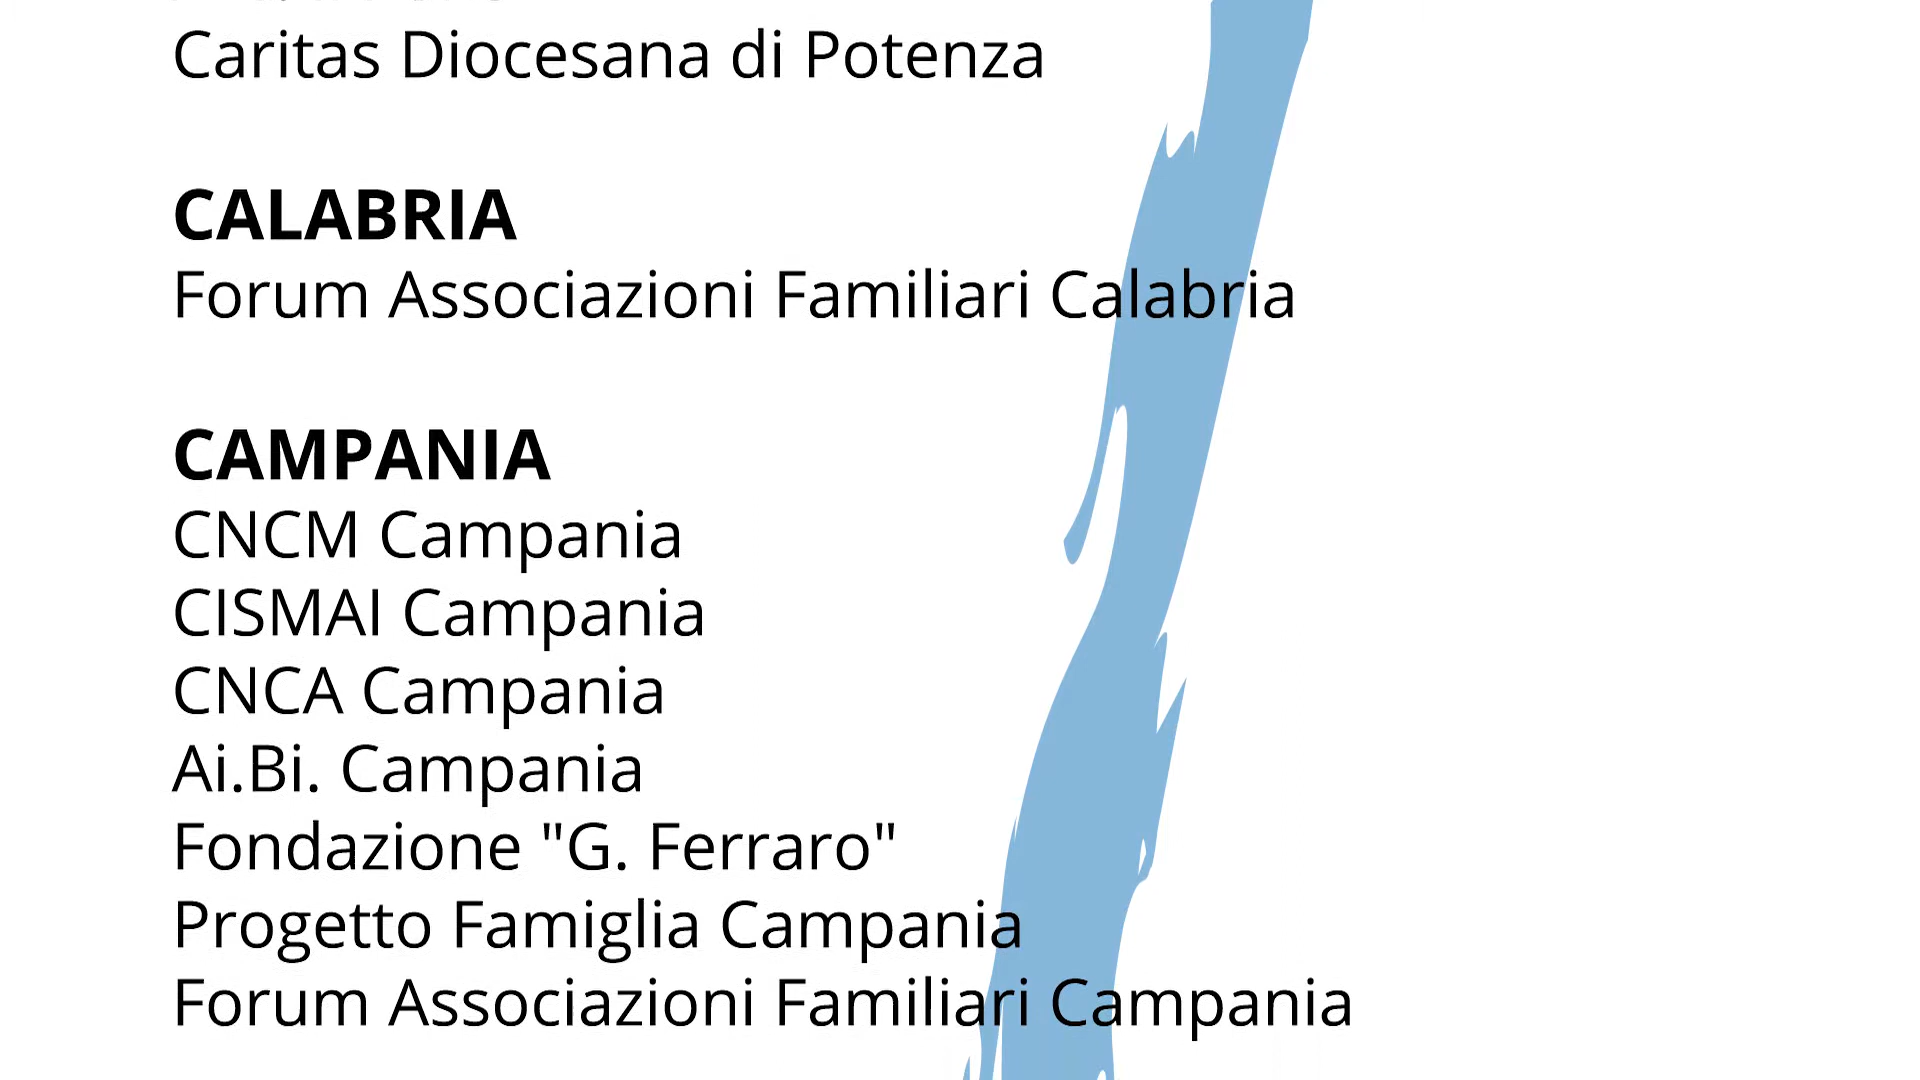 Caritas Diocesana di Potenza
CALABRIA
Forum Associazioni Familiari Calabria
CAMPANIA
CNCM Campania
CISMAI Campania
CNCA Campania
Ai.Bi. Campania
Fondazione "G. Ferraro"
Progetto Famiglia Campania
Forum Associazioni Familiari Campania